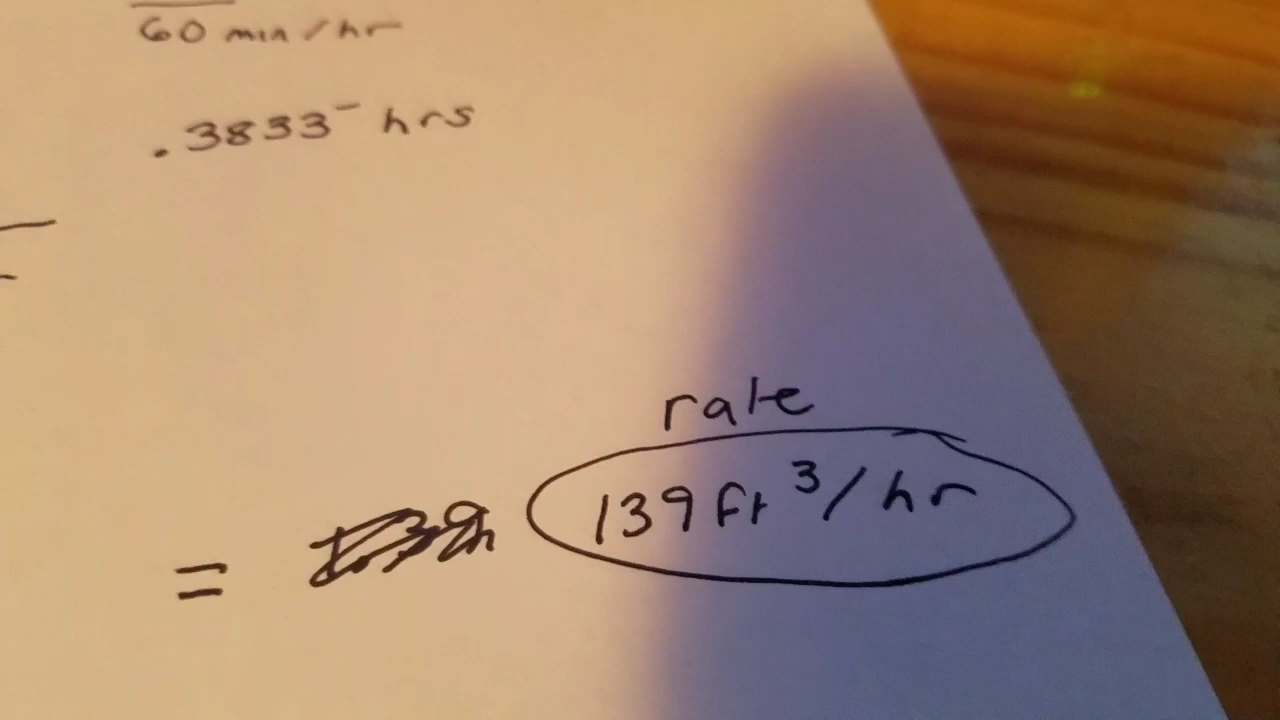 60 min/hr
.3833‾ hrs
rate
= 139 ft³/hr